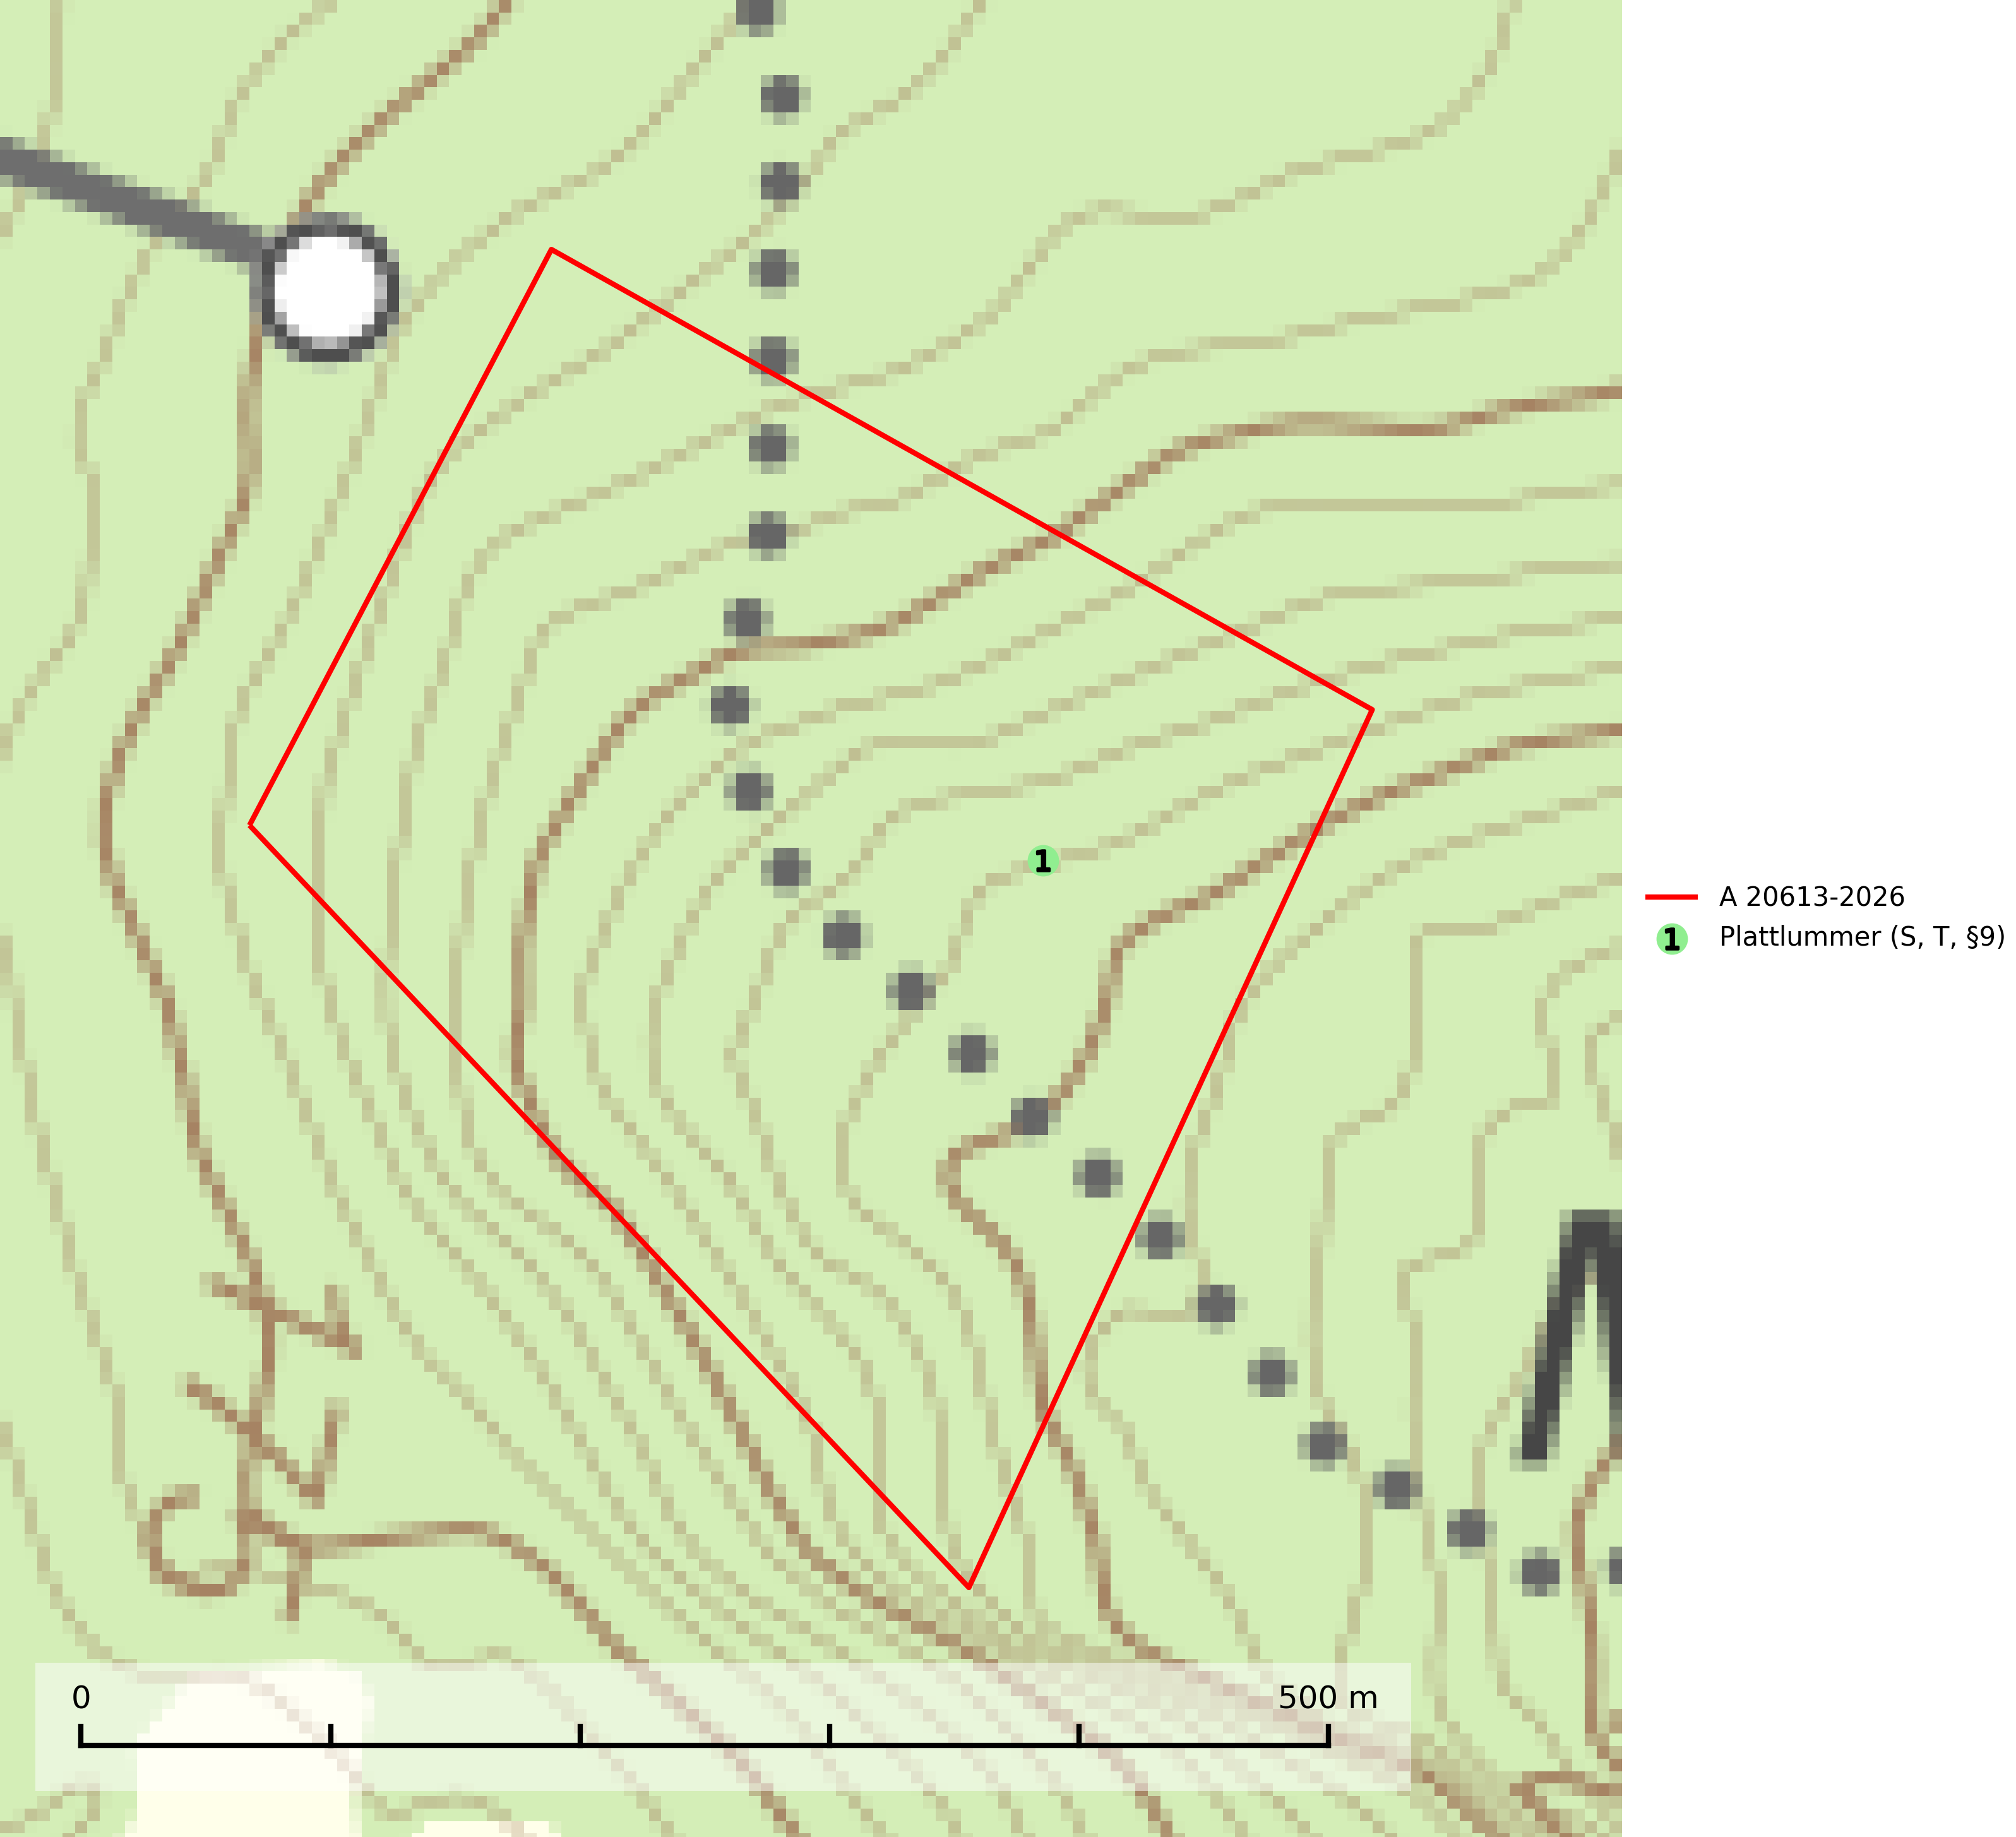 1
A 20613-2026
1 Plattlummer (S, T, §9)
0 500 m